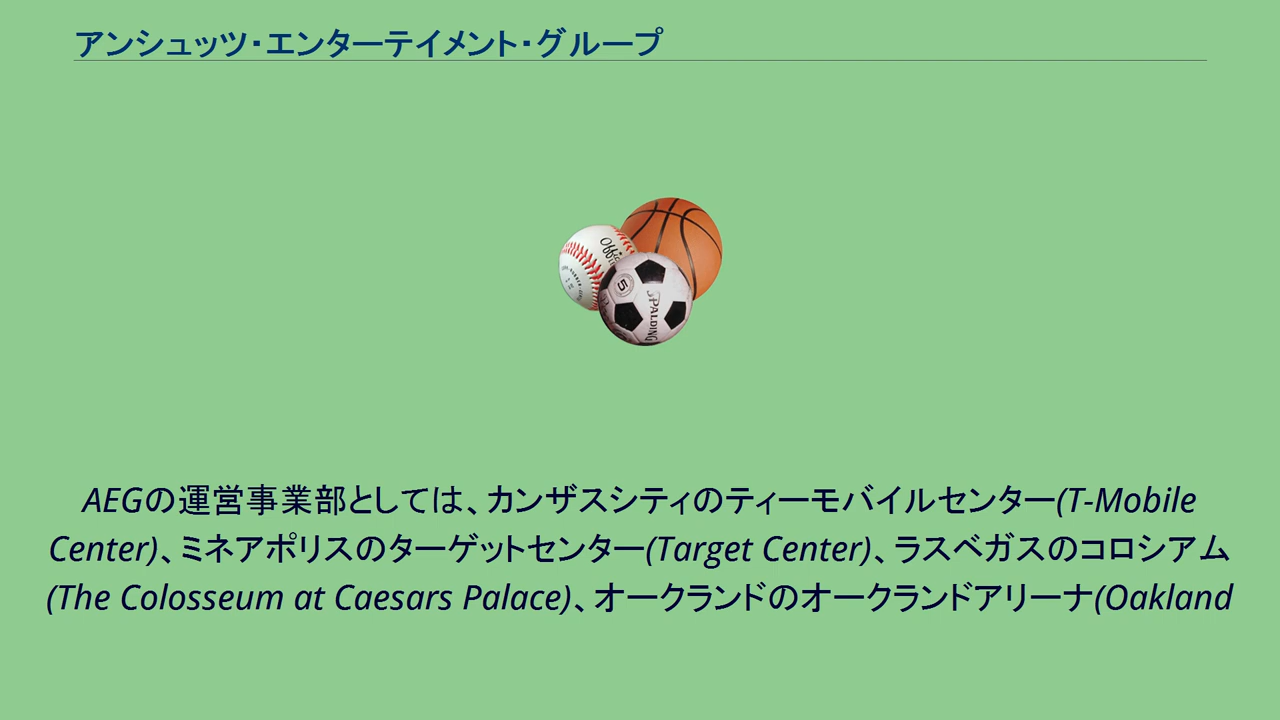 アンシュッツ・エンターテイメント・グループ
Offici
5
SPALDING
AEGの運営事業部としては、カンザスシティのティーモバイルセンター(T-Mobile
Center)、ミネアポリスのターゲットセンター(Target Center)、ラスベガスのコロシアム
(The Colosseum at Caesars Palace)、オークランドのオークランドアリーナ(Oakland